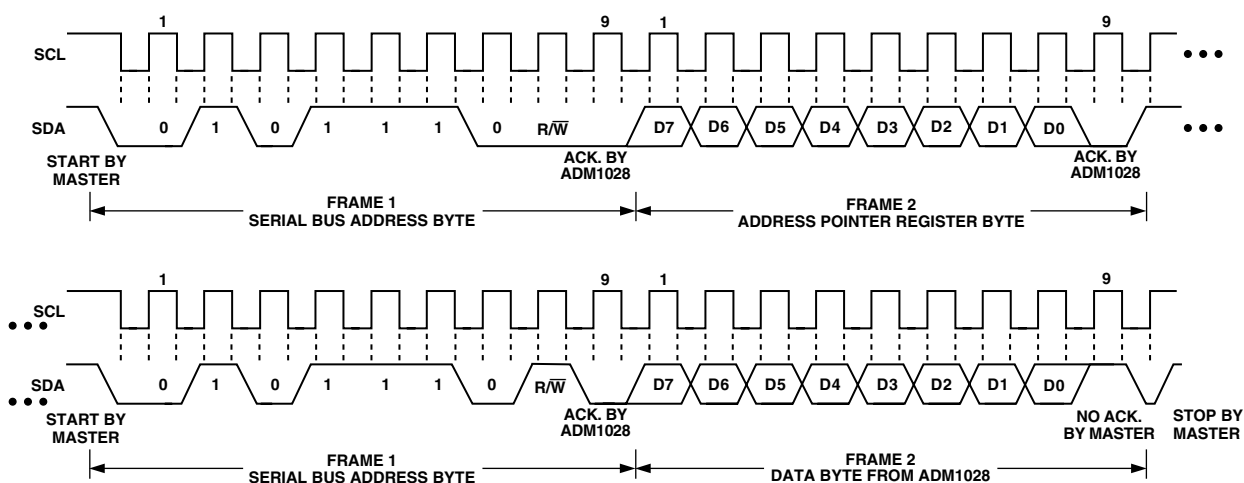 1 9 1 9
SCL
SDA 0 1 0 1 1 1 0 R/W̅ D7 D6 D5 D4 D3 D2 D1 D0
START BY
MASTER
ACK. BY
ADM1028
ACK. BY
ADM1028
FRAME 1
SERIAL BUS ADDRESS BYTE
FRAME 2
ADDRESS POINTER REGISTER BYTE
1 9 1 9
SCL
SDA 0 1 0 1 1 1 0 R/W̅ D7 D6 D5 D4 D3 D2 D1 D0
START BY
MASTER
ACK. BY
ADM1028
NO ACK.
BY MASTER
STOP BY
MASTER
FRAME 1
SERIAL BUS ADDRESS BYTE
FRAME 2
DATA BYTE FROM ADM1028